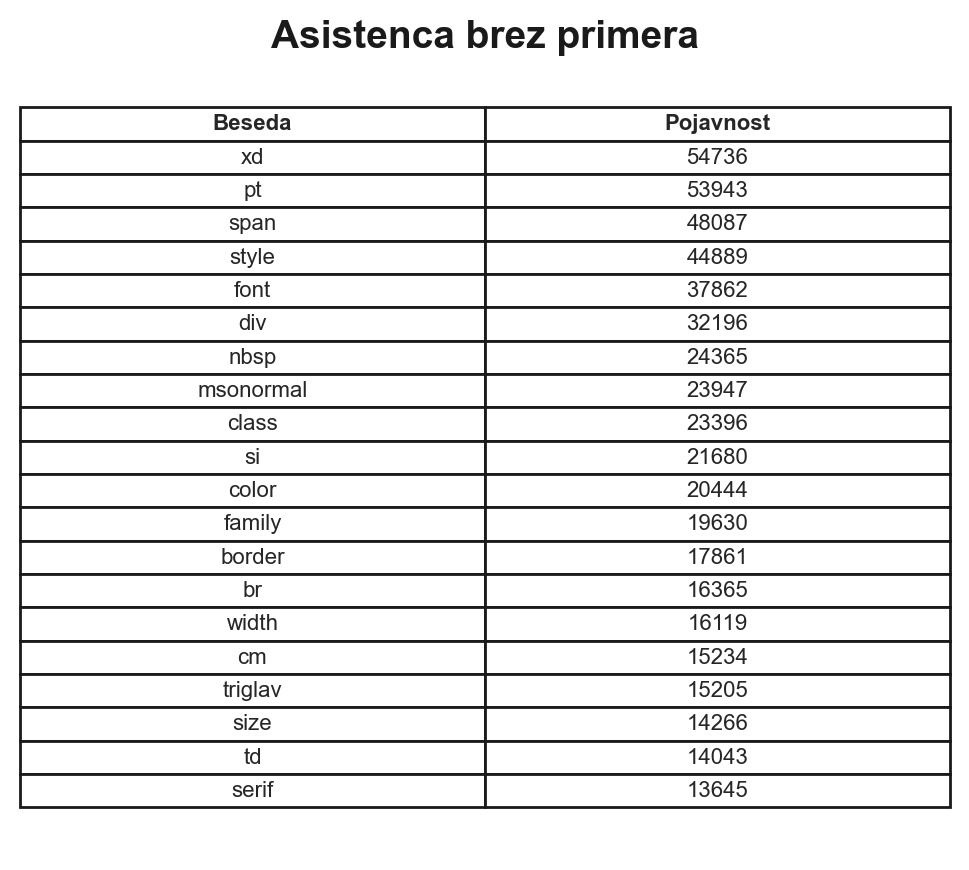 Asistenca brez primera
Beseda Pojavnost
xd 54736
pt 53943
span 48087
style 44889
font 37862
div 32196
nbsp 24365
msonormal 23947
class 23396
si 21680
color 20444
family 19630
border 17861
br 16365
width 16119
cm 15234
triglav 15205
size 14266
td 14043
serif 13645